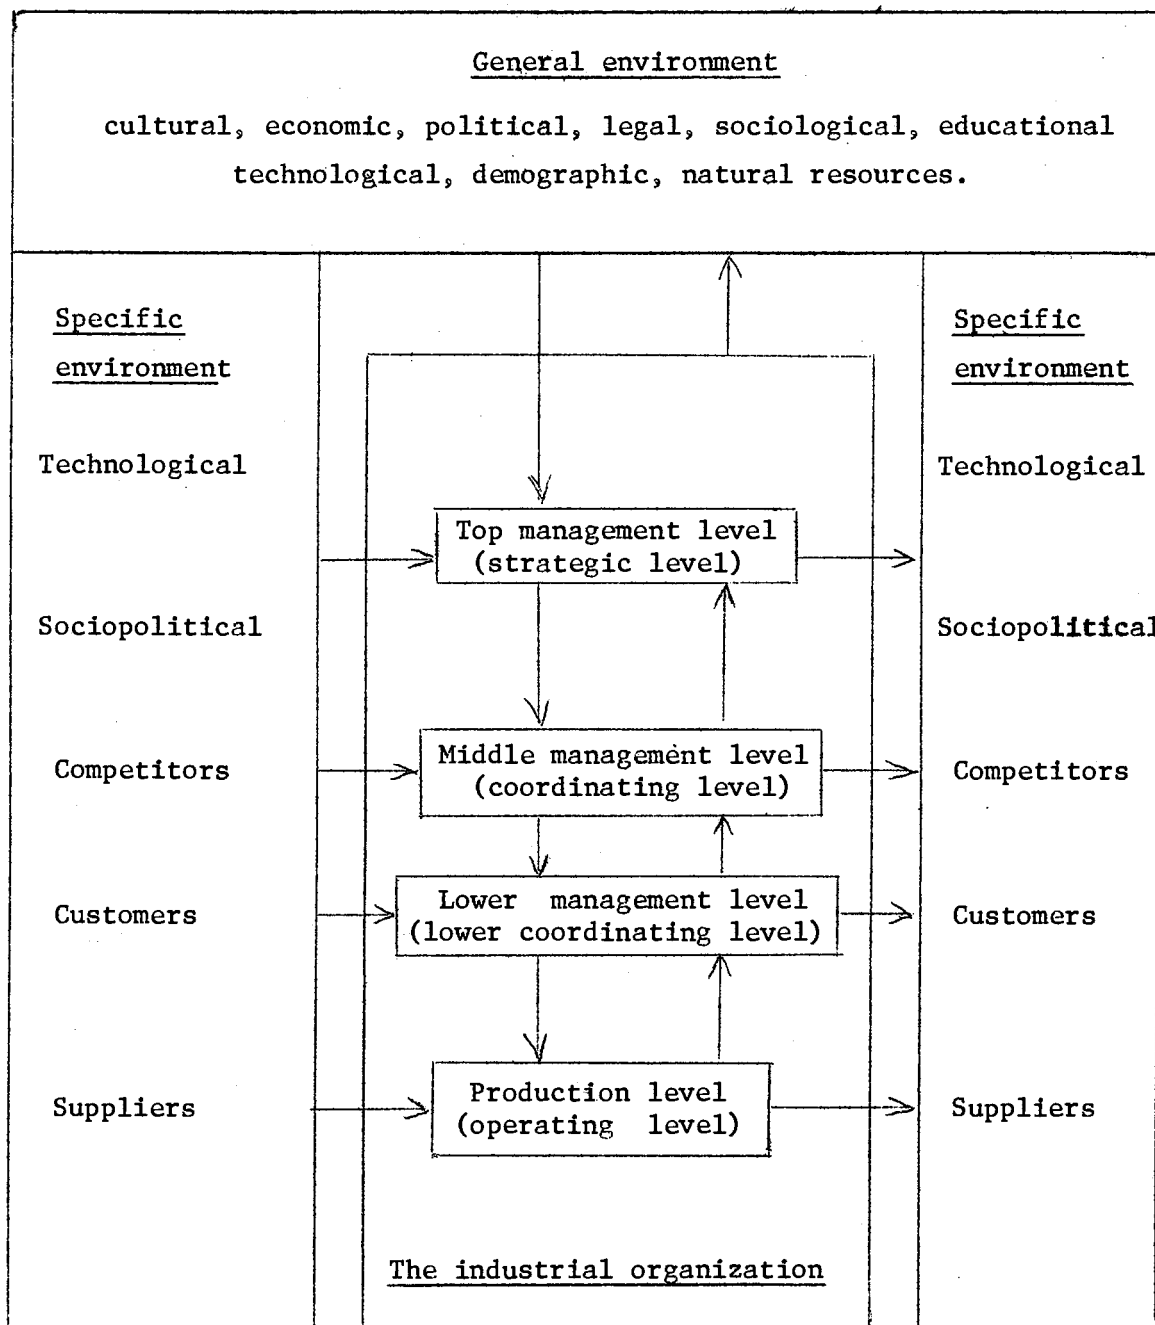 General environment
cultural, economic, political, legal, sociological, educational
technological, demographic, natural resources.
Specific
environment
Technological
Sociopolitical
Competitors
Customers
Suppliers
Top management level
(strategic level)
Middle management level
(coordinating level)
Lower management level
(lower coordinating level)
Production level
(operating level)
The industrial organization
Specific
environment
Technological
Sociopolitical
Competitors
Customers
Suppliers